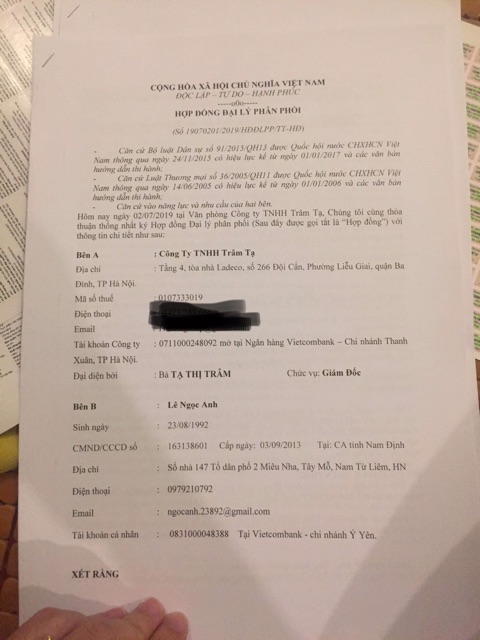 CỘNG HÒA XÃ HỘI CHỦ NGHĨA VIỆT NAM
ĐỘC LẬP – TỰ DO – HẠNH PHÚC
-----o0o-----
HỢP ĐỒNG ĐẠI LÝ PHÂN PHỐI
(Số 19070201/2019/HĐĐLPP/TT-HĐ)
- Căn cứ Bộ luật Dân sự số 91/2015/QH13 được Quốc hội nước CHXHCN Việt
Nam thông qua ngày 24/11/2015 có hiệu lực kể từ ngày 01/01/2017 và các văn bản
hướng dẫn thi hành;
- Căn cứ Luật Thương mại số 36/2005/QH11 được Quốc hội nước CHXHCN Việt
Nam thông qua ngày 14/06/2005 có hiệu lực kể từ ngày 01/01/2006 và các văn bản
hướng dẫn thi hành;
- Căn cứ vào năng lực và nhu cầu của hai bên.
Hôm nay ngày 02/07/2019 tại Văn phòng Công ty TNHH Trâm Tạ, Chúng tôi cùng thỏa
thuận thống nhất ký Hợp đồng Đại lý phân phối (Sau đây được gọi tắt là “Hợp đồng”) với
thông tin chi tiết như sau:
Bên A : Công Ty TNHH Trâm Tạ
Địa chỉ : Tầng 4, tòa nhà Ladeco, số 266 Đội Cấn, Phường Liễu Giai, quận Ba
Đình, TP Hà Nội.
Mã số thuế : 0107333019
Điện thoại
Email
Tài khoản Công ty : 0711000248092 mở tại Ngân hàng Vietcombank – Chi nhánh Thanh
Xuân, TP Hà Nội.
Đại diện bởi : Bà TẠ THỊ TRÂM Chức vụ: Giám Đốc
Bên B : Lê Ngọc Anh
Sinh ngày : 23/08/1992
CMND/CCCD số : 163138601 Cấp ngày: 03/09/2013 Tại: CA tỉnh Nam Định
Địa chỉ : Số nhà 147 Tổ dân phố 2 Miêu Nha, Tây Mỗ, Nam Từ Liêm, HN
Điện thoại : 0979210792
Email : ngocanh.23892@gmail.com
Tài khoản cá nhân : 0831000048388 Tại Vietcombank - chi nhánh Ý Yên.
XÉT RẰNG